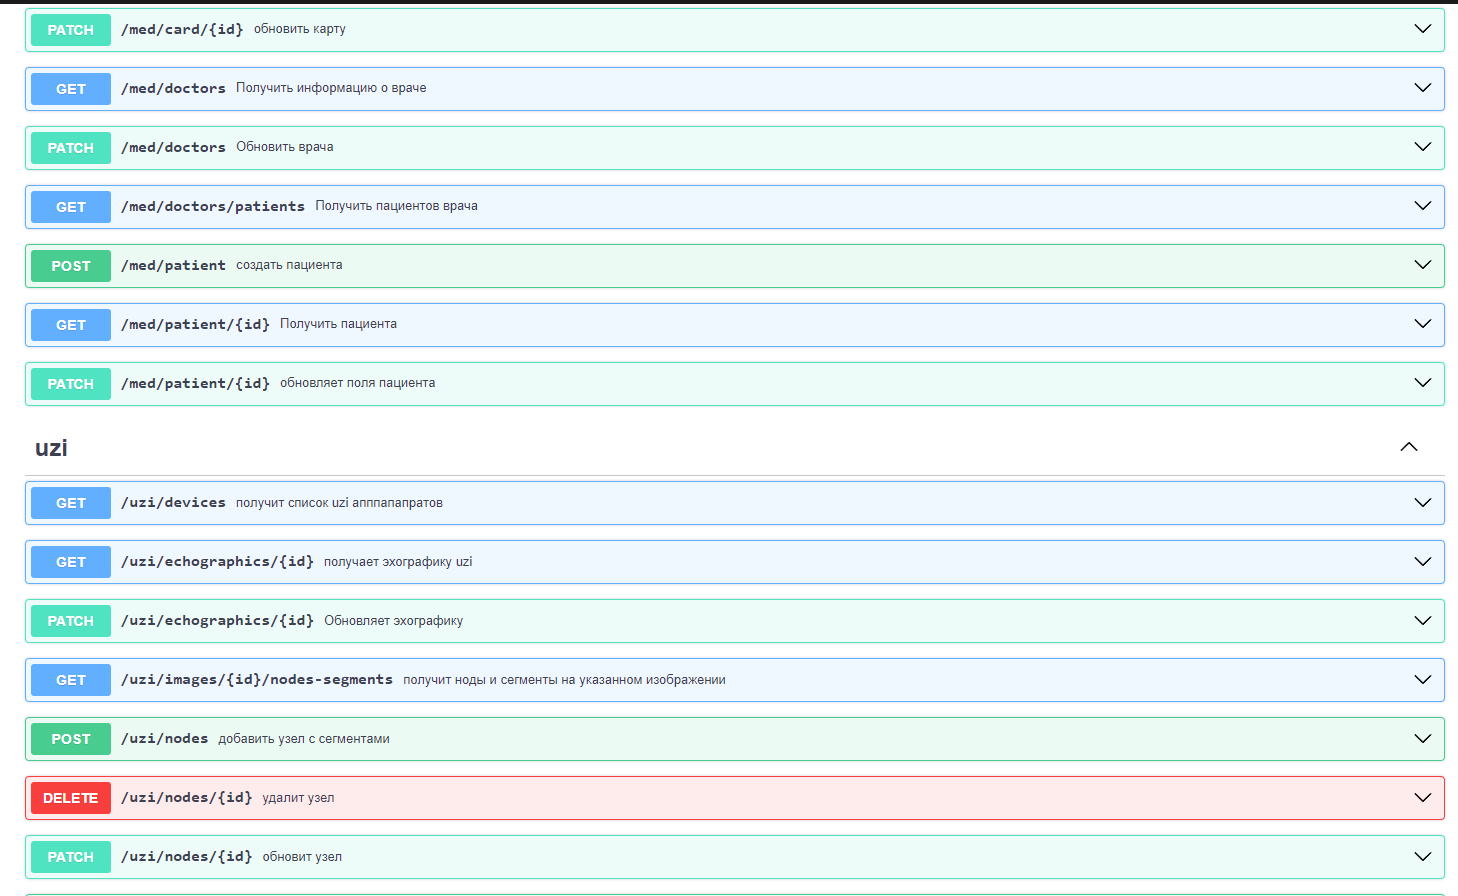 PATCH /med/card/{id} обновить карту
GET /med/doctors Получить информацию о враче
PATCH /med/doctors Обновить врача
GET /med/doctors/patients Получить пациентов врача
POST /med/patient создать пациента
GET /med/patient/{id} Получить пациента
PATCH /med/patient/{id} обновляет поля пациента
uzi
GET /uzi/devices получит список uzi апппапапратов
GET /uzi/echographics/{id} получает эхографику uzi
PATCH /uzi/echographics/{id} Обновляет эхографику
GET /uzi/images/{id}/nodes-segments получит ноды и сегменты на указанном изображении
POST /uzi/nodes добавить узел с сегментами
DELETE /uzi/nodes/{id} удалит узел
PATCH /uzi/nodes/{id} обновит узел